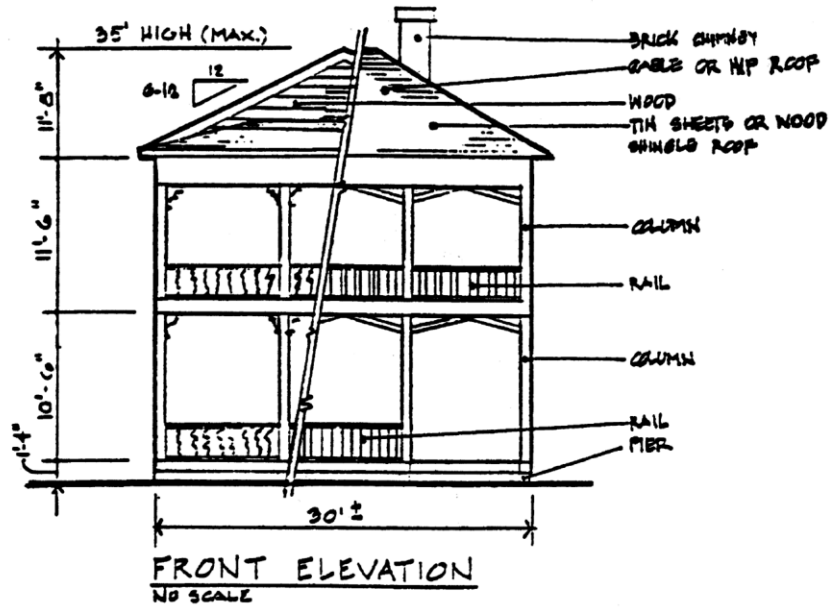 35' HIGH (MAX.)
BRICK CHIMNEY
GABLE OR HIP ROOF
12
6-12
WOOD
TIN SHEETS OR WOOD
SHINGLE ROOF
11'-8"
11'-6"
COLUMN
RAIL
COLUMN
10'-6"
RAIL
PIER
1'-4"
30' ±
FRONT ELEVATION
NO SCALE